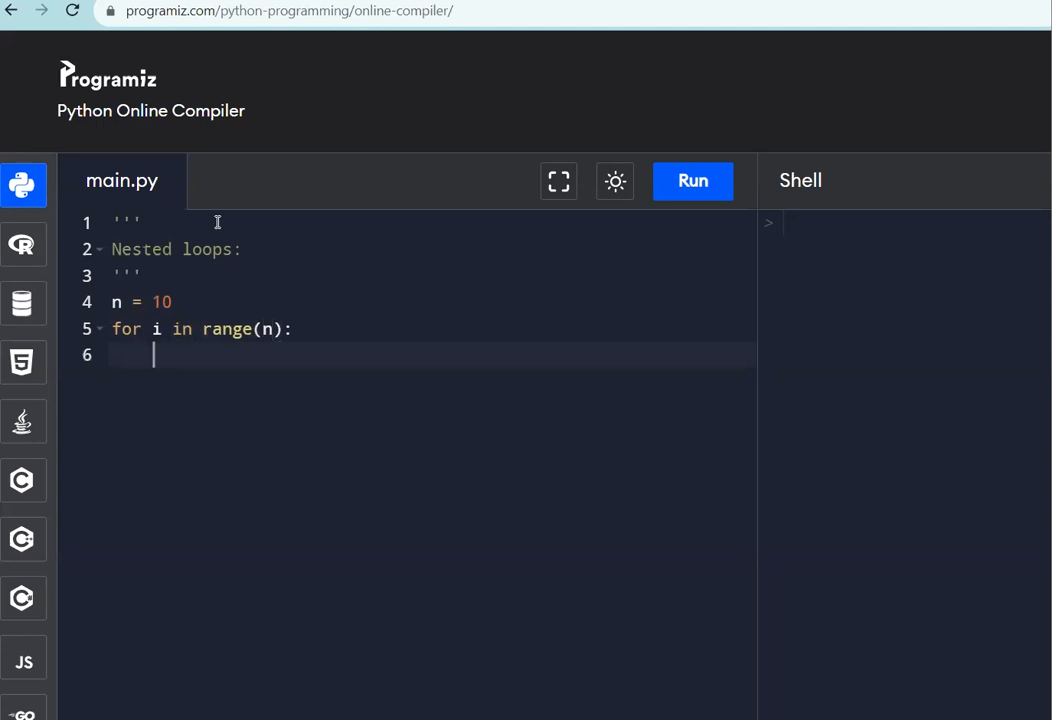 programiz.com/python-programming/online-compiler/
Programiz
Python Online Compiler
main.py
Run
Shell
1 '''
2 Nested loops:
3 '''
4 n = 10
5 for i in range(n):
6
>
JS
GO